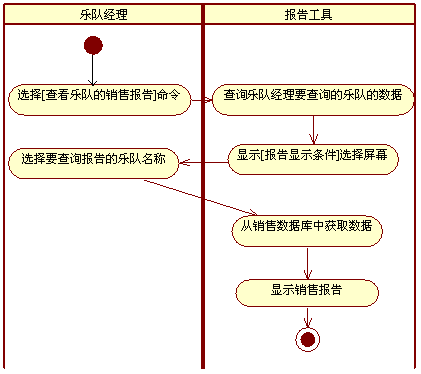 乐队经理
报告工具
选择[查看乐队的销售报告]命令
查询乐队经理要查询的乐队的数据
显示[报告显示条件]选择屏幕
选择要查询报告的乐队名称
从销售数据库中获取数据
显示销售报告